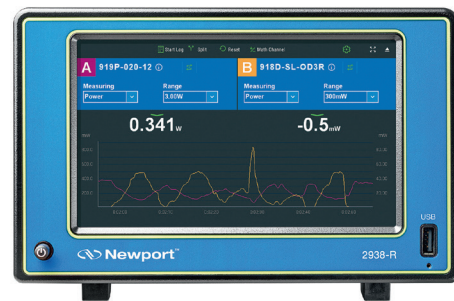 Start Log Split Reset Multi-Channel
A 919P-020-12
B 918D-SL-OD3R
Measuring Range
Power 3.00W
Measuring Range
Power 300mW
0.341W
-0.5mW
USB
Newport™
2938-R